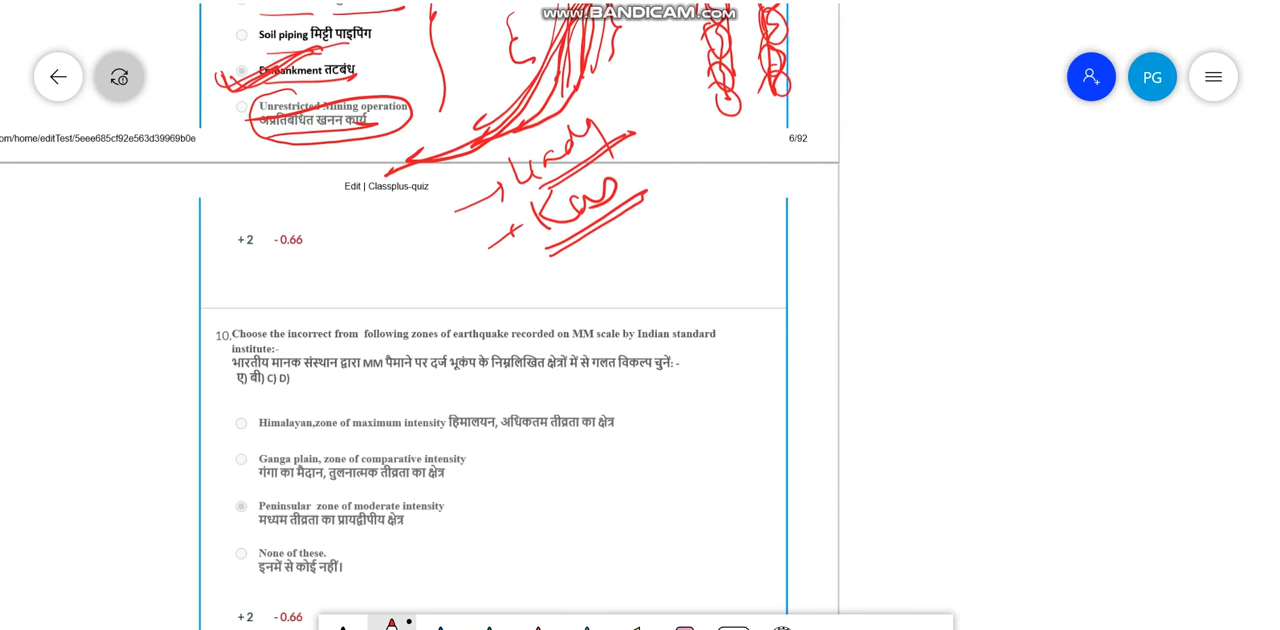 www.BANDICAM.com
Soil piping मिट्टी पाइपिंग
Embankment तटबंध
Unrestricted Mining operation
अप्रतिबंधित खनन कार्य
PG
om/home/editTest/5eee685cf92e563d39969b0e
6/92
Edit | Classplus-quiz
+ 2 - 0.66
10. Choose the incorrect from following zones of earthquake recorded on MM scale by Indian standard
institute:-
भारतीय मानक संस्थान द्वारा MM पैमाने पर दर्ज भूकंप के निम्नलिखित क्षेत्रों में से गलत विकल्प चुनें: -
ए) बी) C) D)
Himalayan,zone of maximum intensity हिमालयन, अधिकतम तीव्रता का क्षेत्र
Ganga plain, zone of comparative intensity
गंगा का मैदान, तुलनात्मक तीव्रता का क्षेत्र
Peninsular zone of moderate intensity
मध्यम तीव्रता का प्रायद्वीपीय क्षेत्र
None of these.
इनमें से कोई नहीं।
+ 2 - 0.66